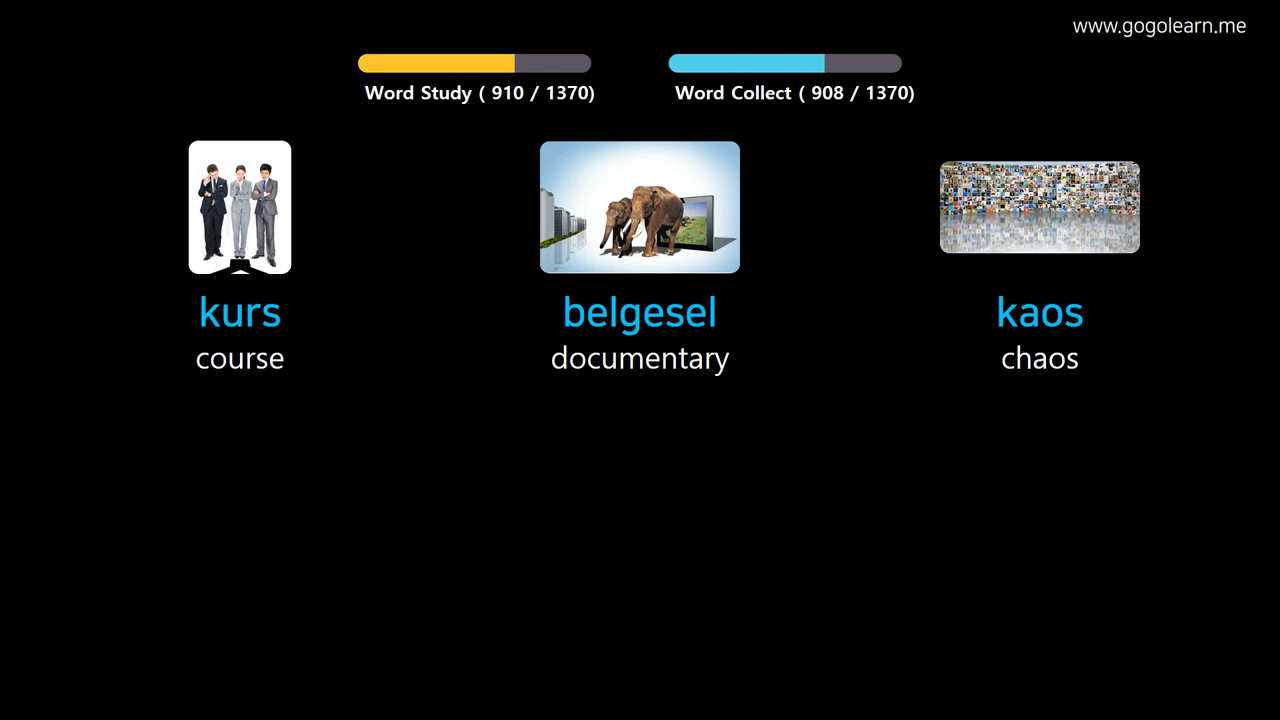 www.gogolearn.me
Word Study ( 910 / 1370)
Word Collect ( 908 / 1370)
kurs
course
belgesel
documentary
kaos
chaos